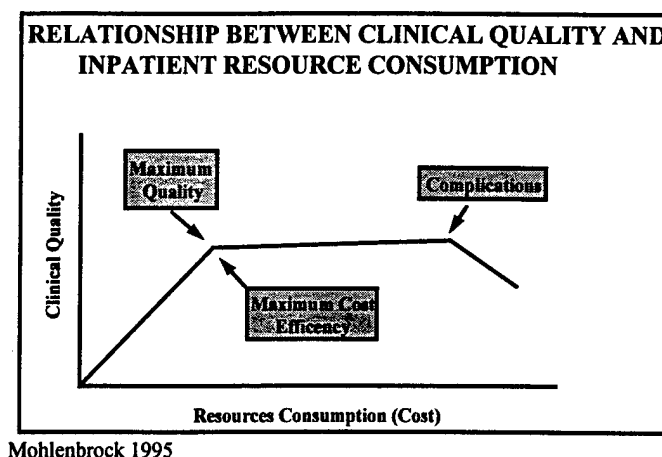 RELATIONSHIP BETWEEN CLINICAL QUALITY AND
INPATIENT RESOURCE CONSUMPTION
Maximum
Quality
Complications
Clinical Quality
Maximum Cost
Efficency
Resources Consumption (Cost)
Mohlenbrock 1995